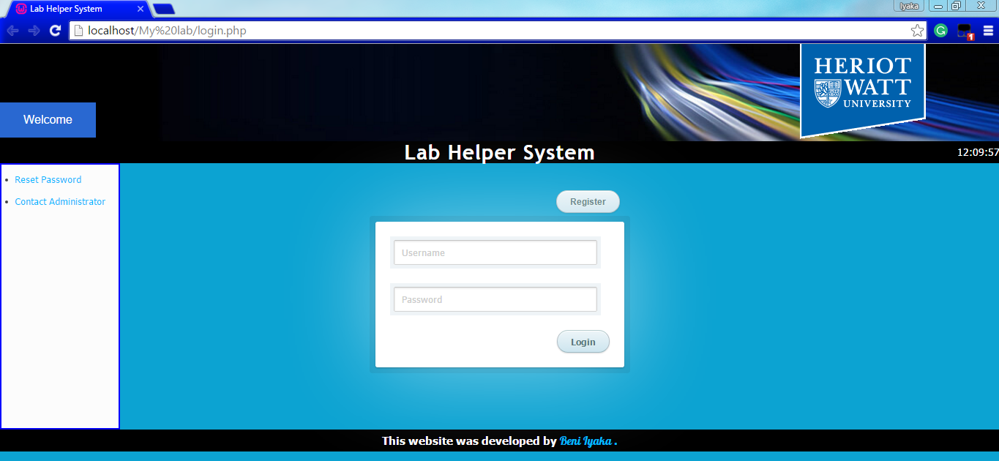 Lab Helper System
Iyaka
localhost/My%20lab/login.php
1
HERIOT
WATT
UNIVERSITY
Welcome
Lab Helper System
12:09:57
Reset Password
Contact Administrator
Register
Username
Password
Login
This website was developed by Beni Iyaka .